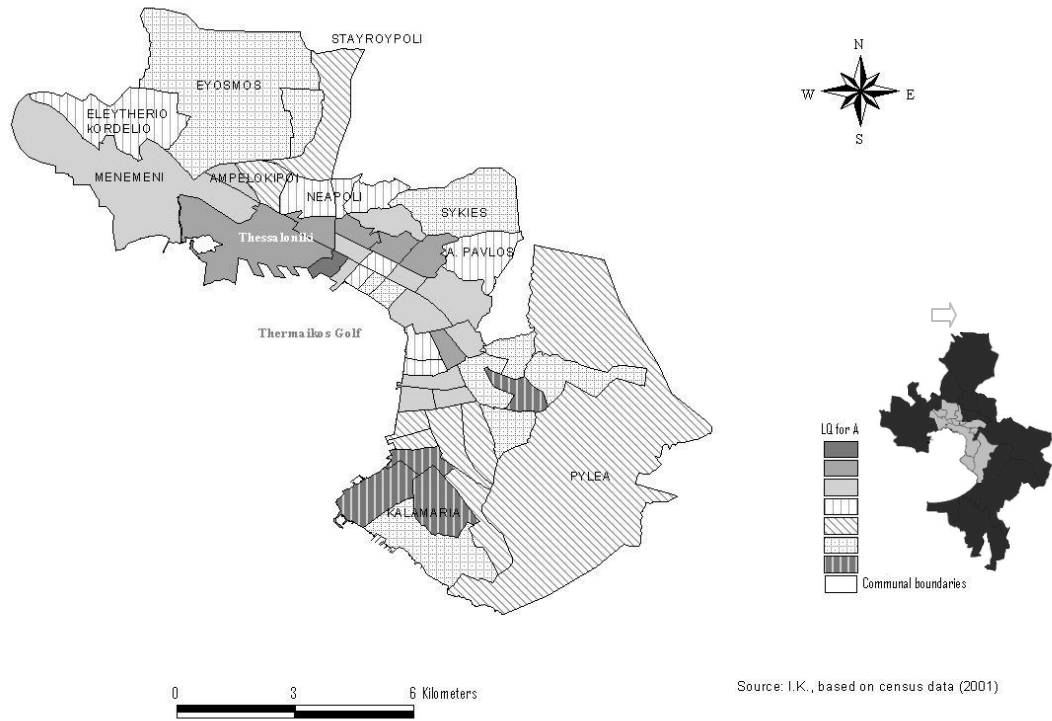 STAYROYPOLI
N
W E
S
EYOSMOS
ELEYTHERIO
KORDELIO
MENEMENI
AMPELOKIPOI
NEAPOLI
SYKIES
Thessaloniki
A. PAVLOS
Thermaikos Golf
PYLEA
KALAMARIA
LQ for A
Communal boundaries
0 3 6 Kilometers
Source: I.K., based on census data (2001)